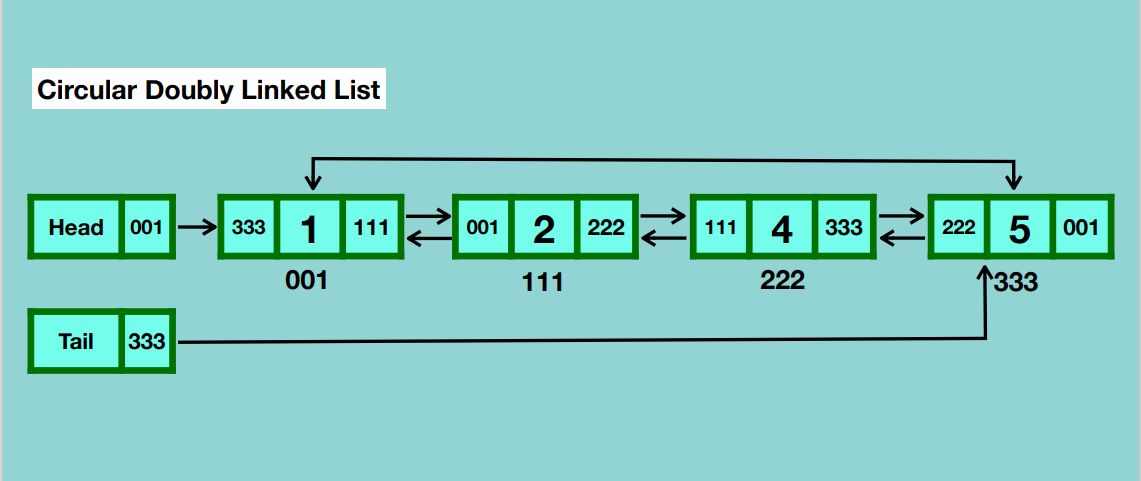 Circular Doubly Linked List
Head 001 333 1 111 001 2 222 111 4 333 222 5 001
001 111 222 333
Tail 333